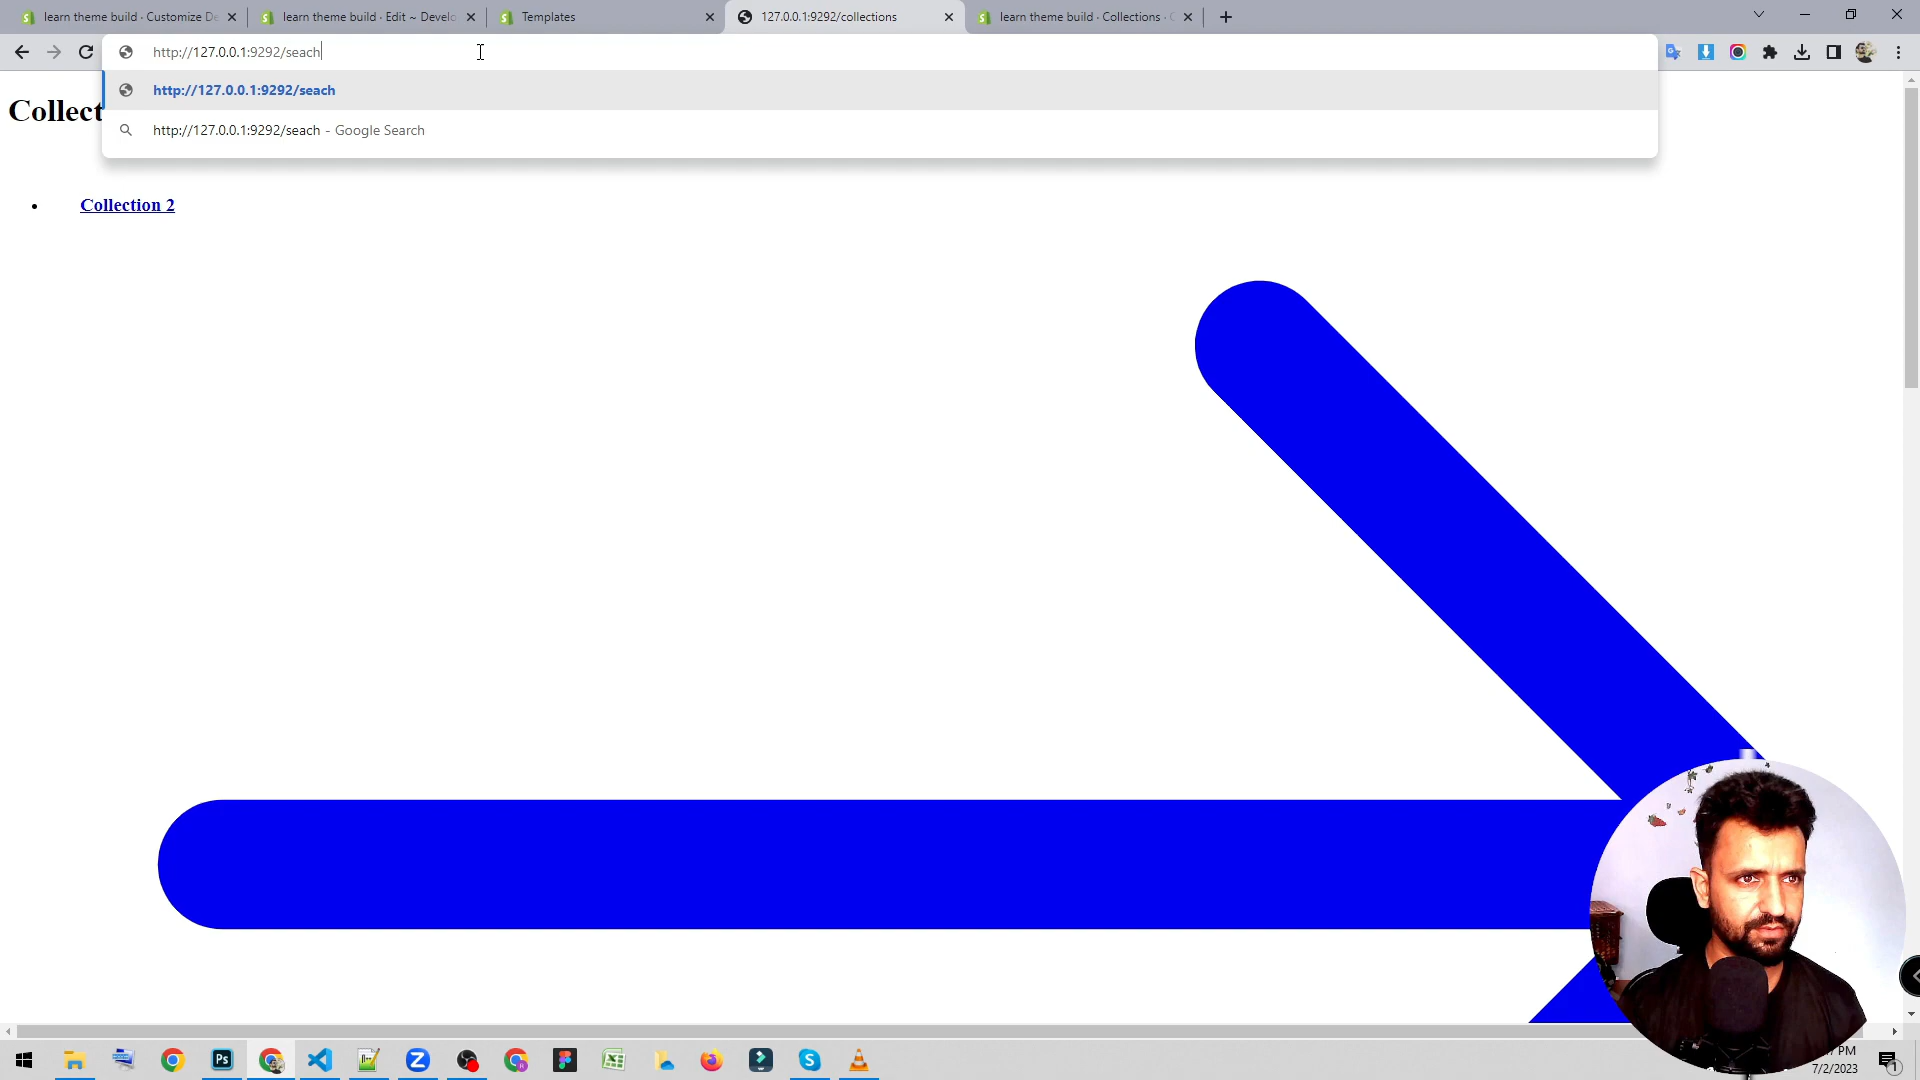 learn theme build · Customize De
learn theme build · Edit ~ Develo
Templates
127.0.0.1:9292/collections
learn theme build · Collections ·
http://127.0.0.1:9292/seach
http://127.0.0.1:9292/seach
http://127.0.0.1:9292/seach - Google Search
Collect
Collection 2
PM
7/2/2023